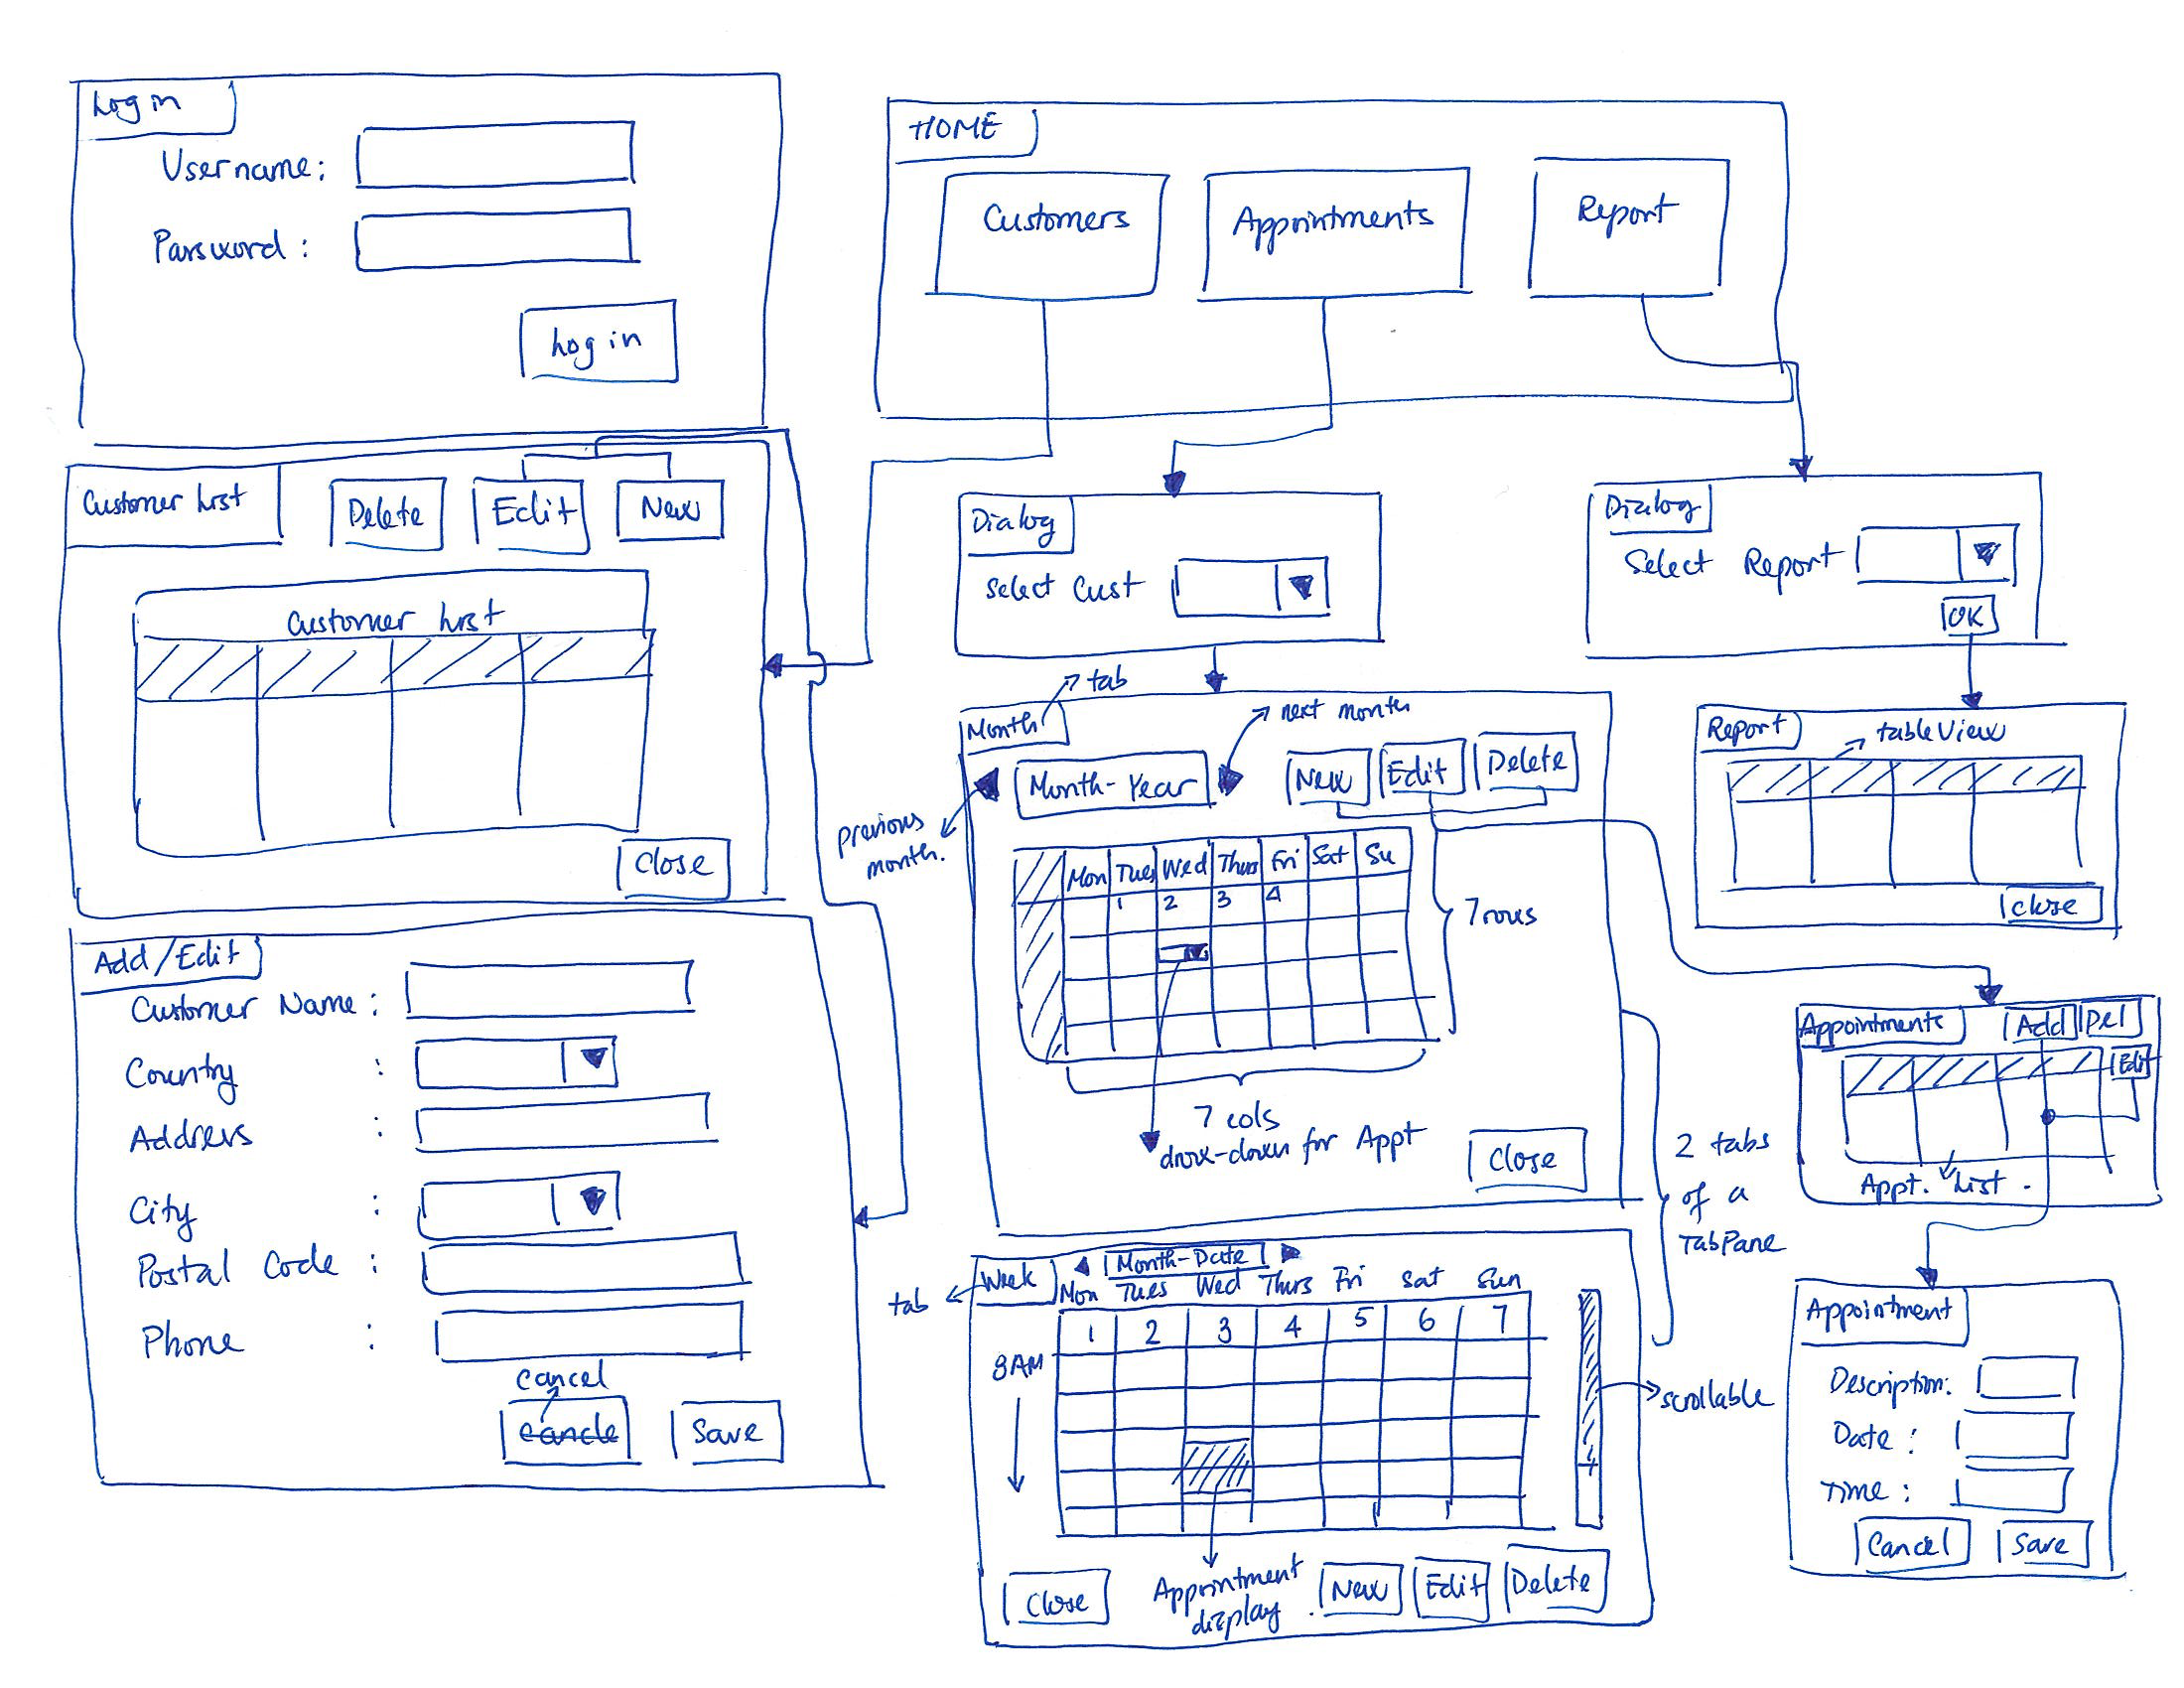 Login
Username:
Password:
Login
HOME
Customers
Appointments
Report
Customer List
Delete
Edit
New
Customer List
Close
Add/Edit
Customer Name:
Country :
Address :
City :
Postal Code :
Phone :
cancel
cancle
Save
Dialog
Select Cust
tab
Month
next month
Month-Year
previous
month.
New
Edit
Delete
Mon Tues Wed Thurs Fri Sat Su
1 2 3 4
7 rows
7 cols
drow-down for Appt
Close
2 tabs
of a
TabPane
Week
tab
Month-Date
Mon Tues Wed Thurs Fri Sat Sun
1 2 3 4 5 6 7
8AM
scrollable
Close
Appointment
display
New
Edit
Delete
Dialog
Select Report
OK
Report
tableView
close
Appointments
Add
Del
Edit
Appt. List.
Appointment
Description:
Date:
Time:
Cancel
Save